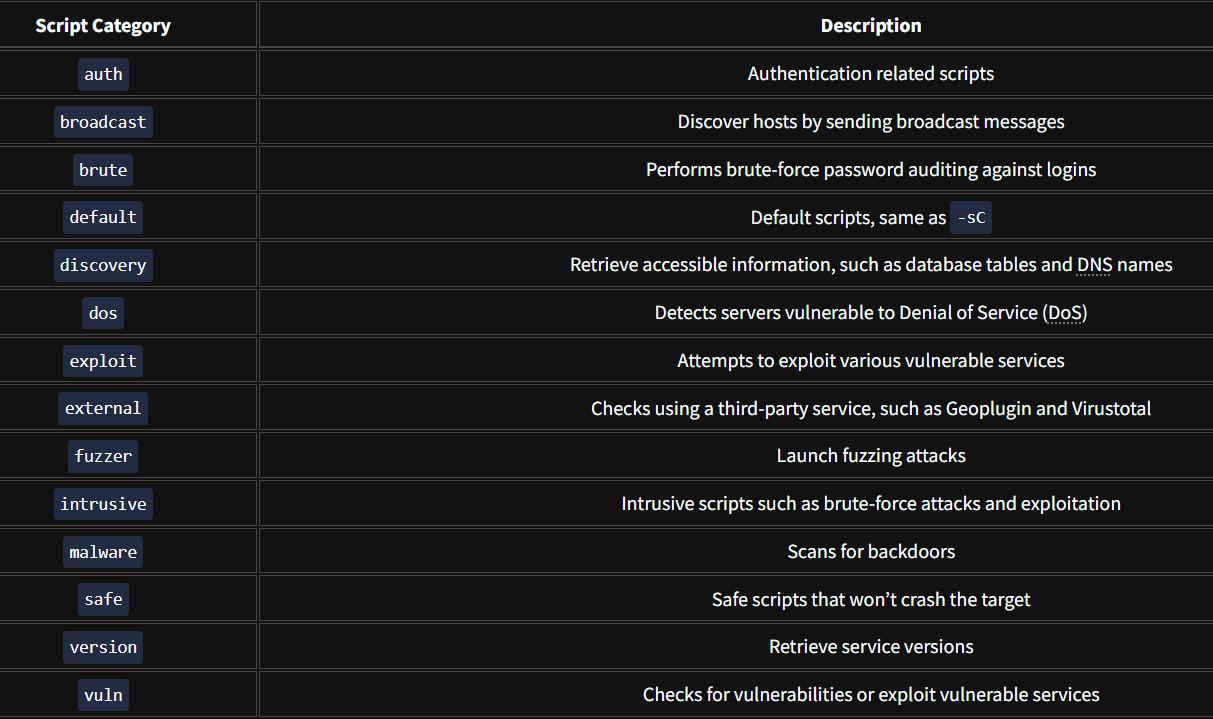 Script Category Description
auth Authentication related scripts
broadcast Discover hosts by sending broadcast messages
brute Performs brute-force password auditing against logins
default Default scripts, same as -sC
discovery Retrieve accessible information, such as database tables and DNS names
dos Detects servers vulnerable to Denial of Service (DoS)
exploit Attempts to exploit various vulnerable services
external Checks using a third-party service, such as Geoplugin and Virustotal
fuzzer Launch fuzzing attacks
intrusive Intrusive scripts such as brute-force attacks and exploitation
malware Scans for backdoors
safe Safe scripts that won’t crash the target
version Retrieve service versions
vuln Checks for vulnerabilities or exploit vulnerable services